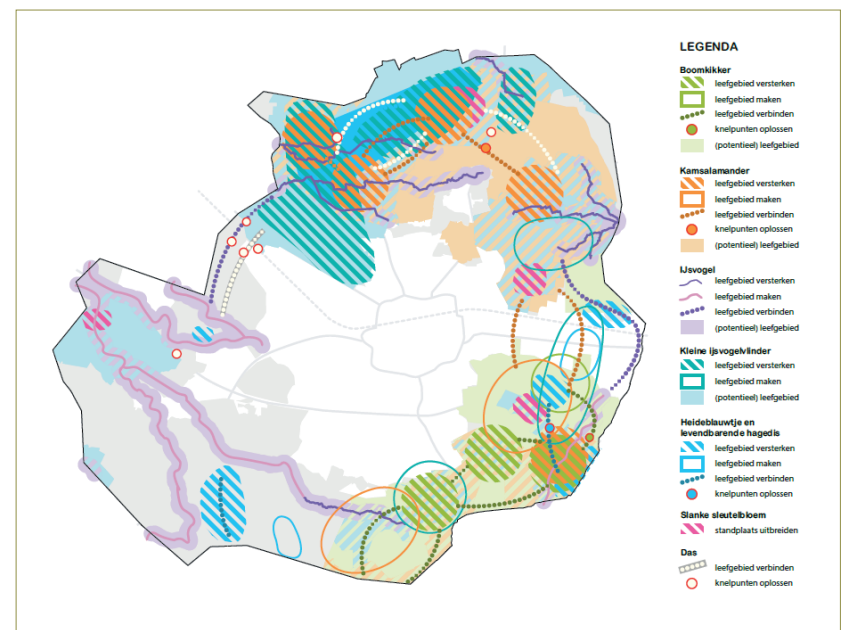 LEGENDA
Boomkikker
leefgebied versterken
leefgebied maken
leefgebied verbinden
knelpunten oplossen
(potentieel) leefgebied
Kamsalamander
leefgebied versterken
leefgebied maken
leefgebied verbinden
knelpunten oplossen
(potentieel) leefgebied
IJsvogel
leefgebied versterken
leefgebied maken
leefgebied verbinden
(potentieel) leefgebied
Kleine ijsvogelvlinder
leefgebied versterken
leefgebied maken
(potentieel) leefgebied
Heideblauwtje en
levendbarende hagedis
leefgebied versterken
leefgebied maken
leefgebied verbinden
knelpunten oplossen
Slanke sleutelbloem
standplaats uitbreiden
Das
leefgebied verbinden
knelpunten oplossen